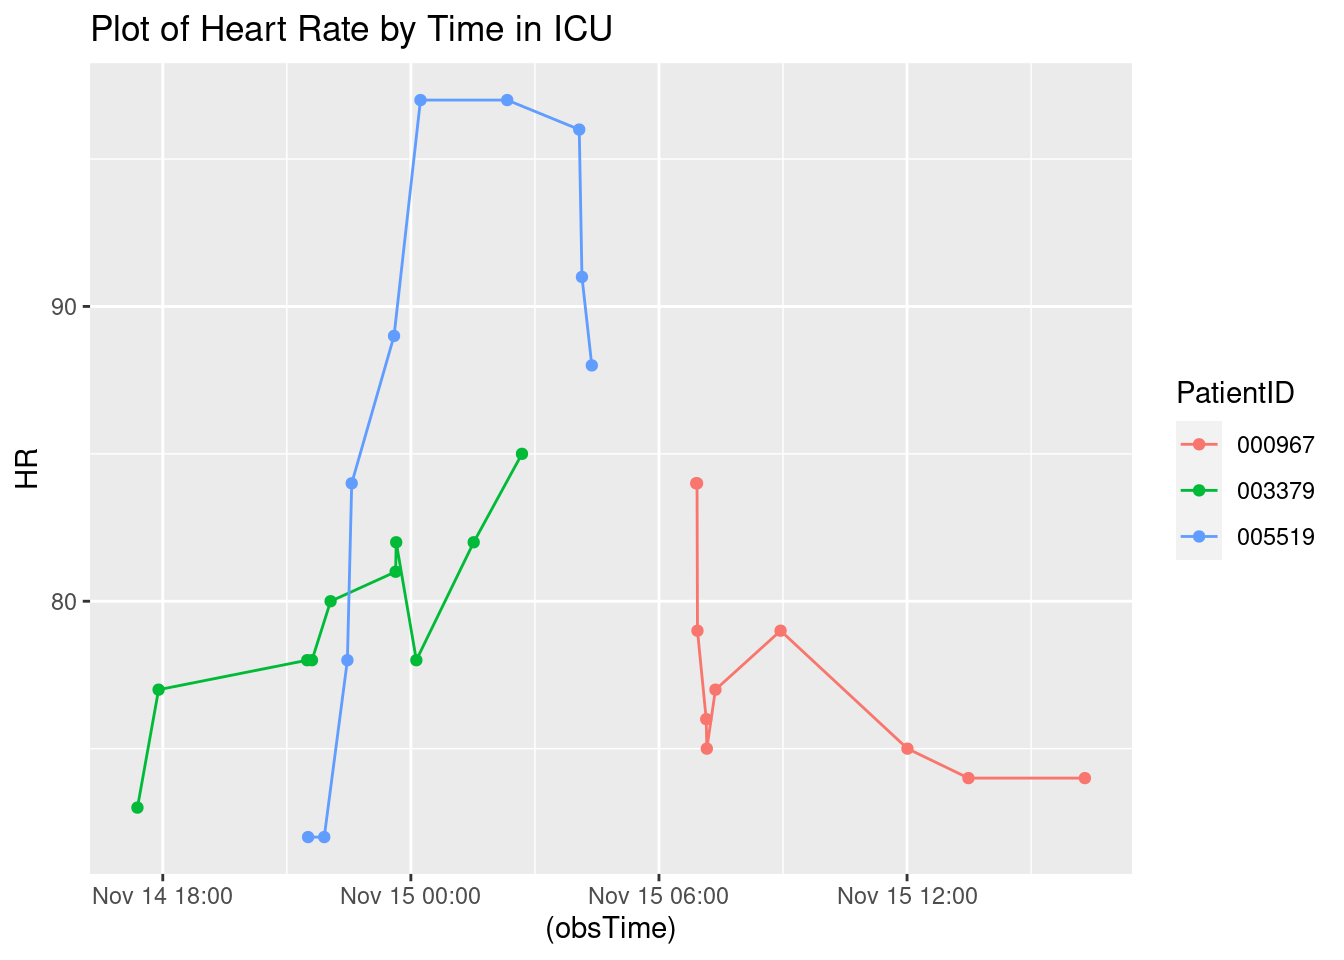 Plot of Heart Rate by Time in ICU
90
80
HR
Nov 14 18:00 Nov 15 00:00 Nov 15 06:00 Nov 15 12:00
(obsTime)
PatientID
000967
003379
005519